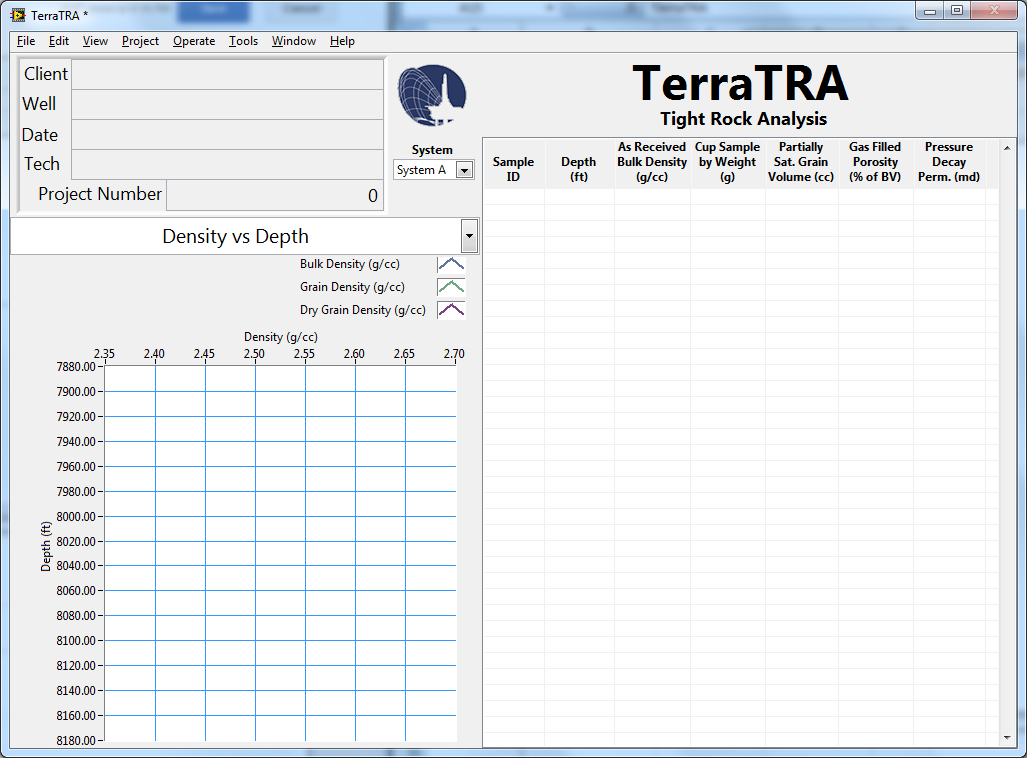 TerraTRA *
File Edit View Project Operate Tools Window Help
Client
Well
Date
Tech
Project Number 0
System
System A
TerraTRA
Tight Rock Analysis
Density vs Depth
Bulk Density (g/cc)
Grain Density (g/cc)
Dry Grain Density (g/cc)
Density (g/cc)
2.35 2.40 2.45 2.50 2.55 2.60 2.65 2.70
Depth (ft)
7880.00
7900.00
7920.00
7940.00
7960.00
7980.00
8000.00
8020.00
8040.00
8060.00
8080.00
8100.00
8120.00
8140.00
8160.00
8180.00
Sample
ID
Depth
(ft)
As Received
Bulk Density
(g/cc)
Cup Sample
by Weight
(g)
Partially
Sat. Grain
Volume (cc)
Gas Filled
Porosity
(% of BV)
Pressure
Decay
Perm. (md)